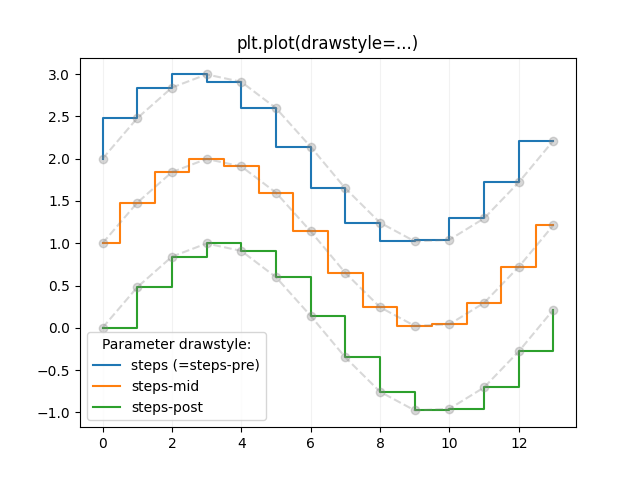 plt.plot(drawstyle=...)
3.0
2.5
2.0
1.5
1.0
0.5
0.0
−0.5
−1.0
Parameter drawstyle:
steps (=steps-pre)
steps-mid
steps-post
0 2 4 6 8 10 12